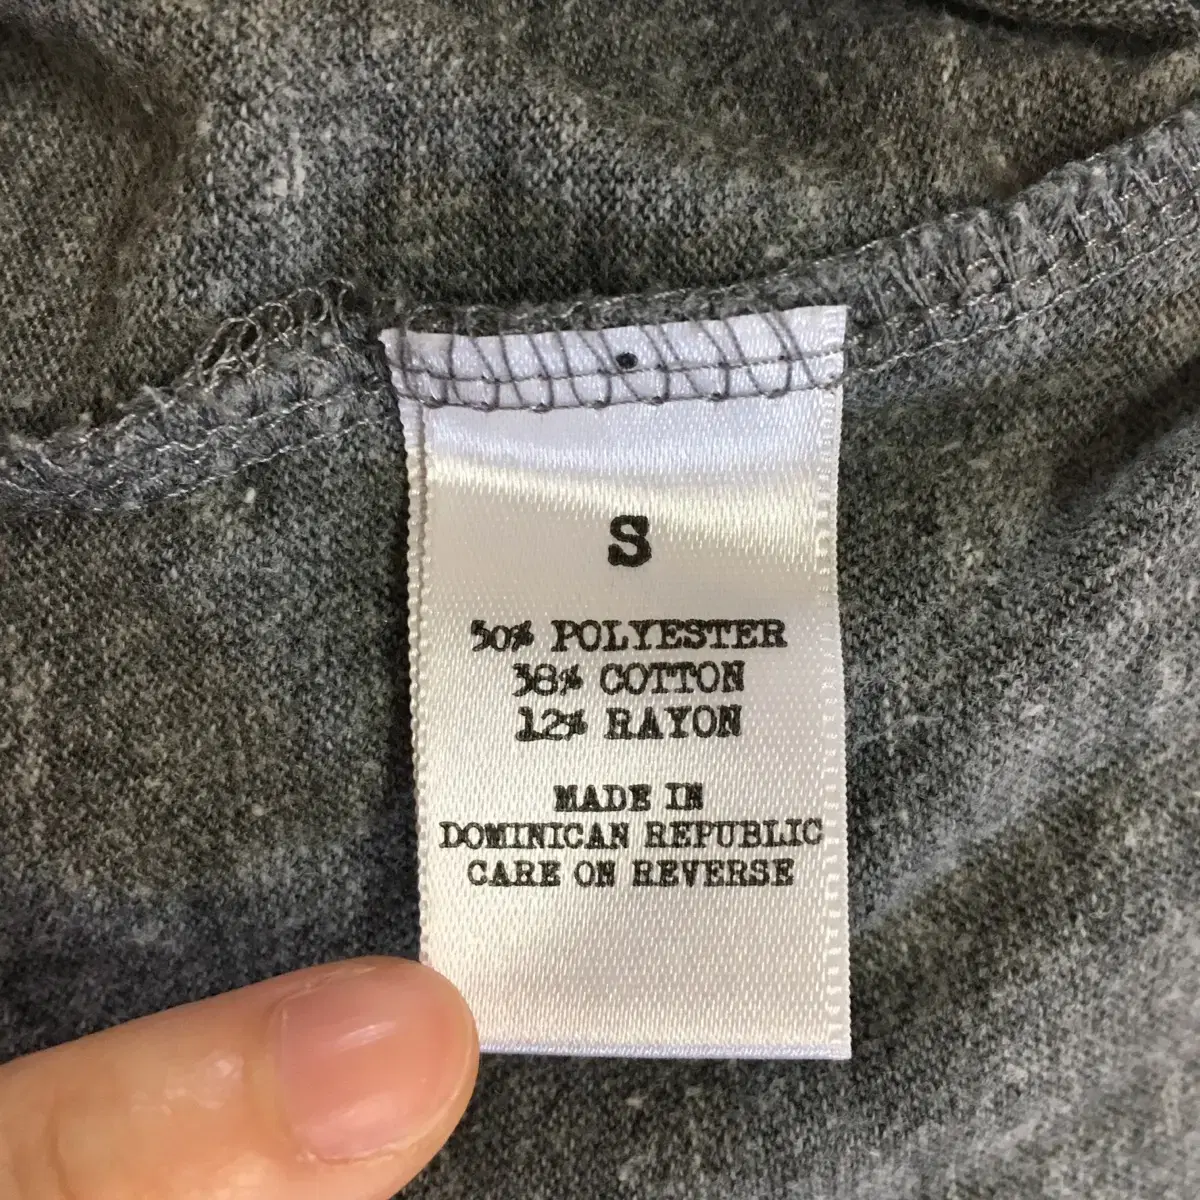 S
50% POLYESTER
38% COTTON
12% RAYON
MADE IN
DOMINICAN REPUBLIC
CARE ON REVERSE